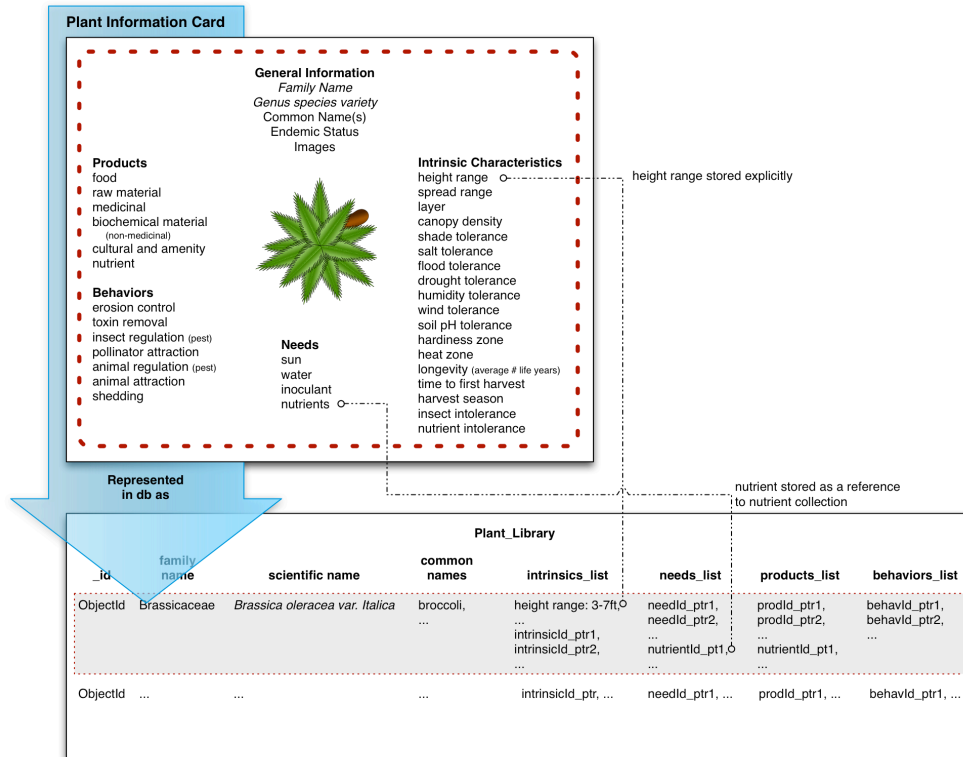 Plant Information Card
General Information
Family Name
Genus species variety
Common Name(s)
Endemic Status
Images
Products
food
raw material
medicinal
biochemical material
(non-medicinal)
cultural and amenity
nutrient
Behaviors
erosion control
toxin removal
insect regulation (pest)
pollinator attraction
animal regulation (pest)
animal attraction
shedding
Needs
sun
water
inoculant
nutrients
Intrinsic Characteristics
height range
spread range
layer
canopy density
shade tolerance
salt tolerance
flood tolerance
drought tolerance
humidity tolerance
wind tolerance
soil pH tolerance
hardiness zone
heat zone
longevity (average # life years)
time to first harvest
harvest season
insect intolerance
nutrient intolerance
height range stored explicitly
Represented
in db as
nutrient stored as a reference
to nutrient collection
Plant_Library
_id
family
name
scientific name
common
names
intrinsics_list
needs_list
products_list
behaviors_list
ObjectId
Brassicaceae
Brassica oleracea var. Italica
broccoli,
...
height range: 3-7ft,
...
intrinsicId_ptr1,
intrinsicId_ptr2,
...
needId_ptr1,
needId_ptr2,
...
nutrientId_pt1,
...
prodId_ptr1,
prodId_ptr2,
...
nutrientId_pt1,
...
behavId_ptr1,
behavId_ptr2,
...
ObjectId ... ... ... intrinsicId_ptr, ... needId_ptr1, ... prodId_ptr1, ... behavId_ptr1, ...